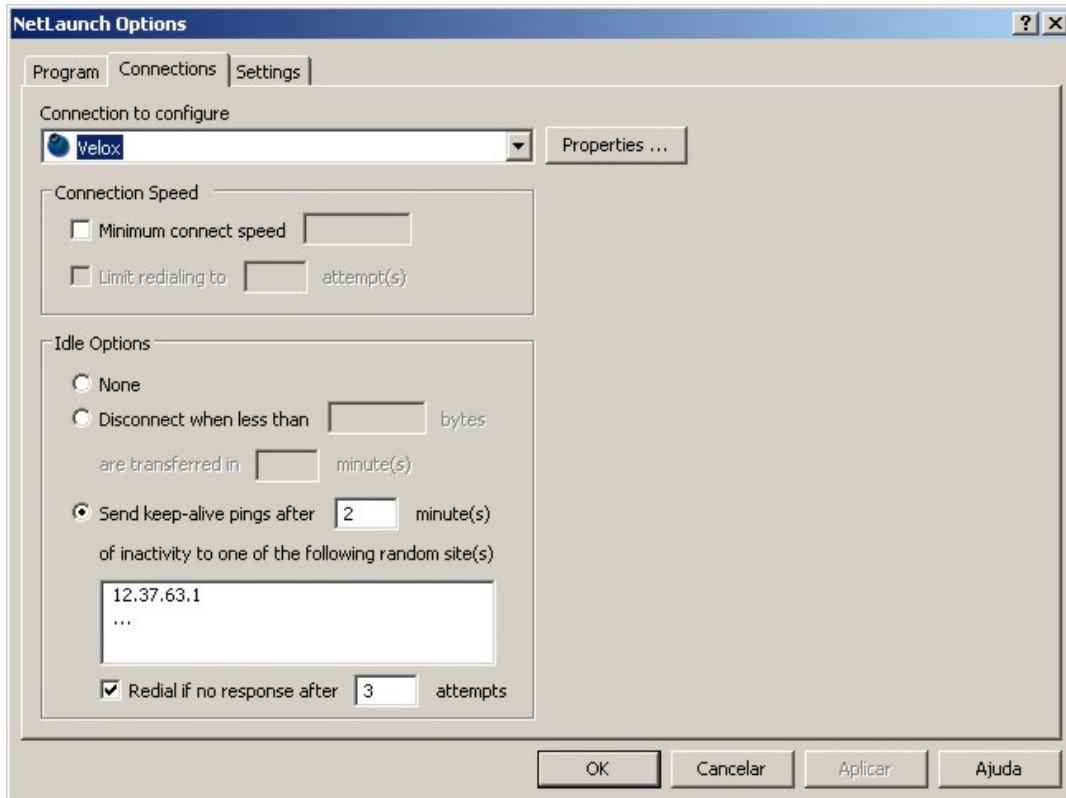 NetLaunch Options
Program Connections Settings
Connection to configure
Velox Properties ...
Connection Speed
Minimum connect speed
Limit redialing to attempt(s)
Idle Options
None
Disconnect when less than bytes
are transferred in minute(s)
Send keep-alive pings after 2 minute(s)
of inactivity to one of the following random site(s)
12.37.63.1
...
Redial if no response after 3 attempts
OK Cancelar Aplicar Ajuda